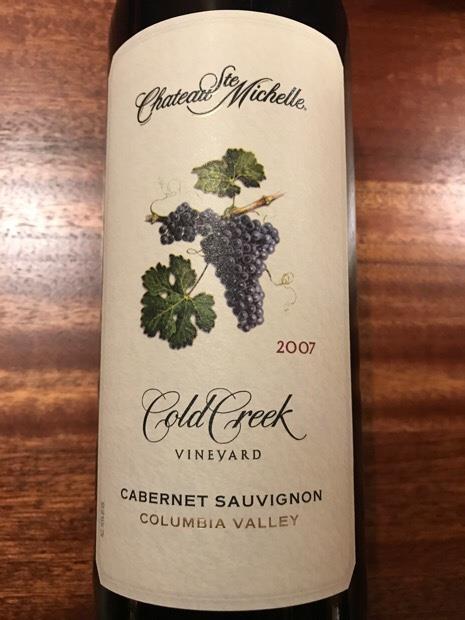 Chateau Ste Michelle
2007
Cold Creek
VINEYARD
CABERNET SAUVIGNON
COLUMBIA VALLEY